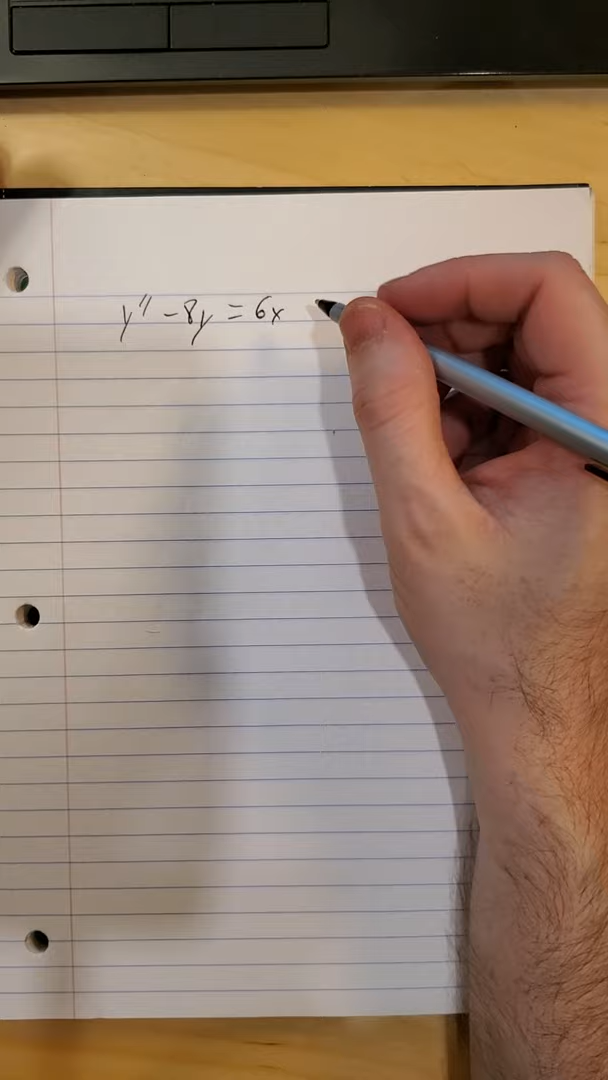 y'' - 8y = 6x